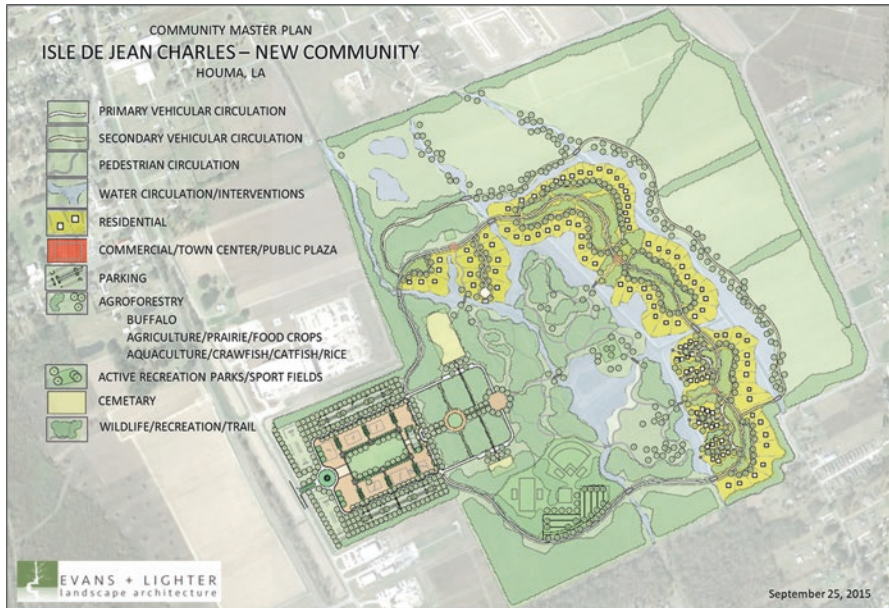 COMMUNITY MASTER PLAN
ISLE DE JEAN CHARLES – NEW COMMUNITY
HOUMA, LA
PRIMARY VEHICULAR CIRCULATION
SECONDARY VEHICULAR CIRCULATION
PEDESTRIAN CIRCULATION
WATER CIRCULATION/INTERVENTIONS
RESIDENTIAL
COMMERCIAL/TOWN CENTER/PUBLIC PLAZA
PARKING
AGROFORESTRY
BUFFALO
AGRICULTURE/PRAIRIE/FOOD CROPS
AQUACULTURE/CRAWFISH/CATFISH/RICE
ACTIVE RECREATION PARKS/SPORT FIELDS
CEMETARY
WILDLIFE/RECREATION/TRAIL
EVANS + LIGHTER
landscape architecture
September 25, 2015